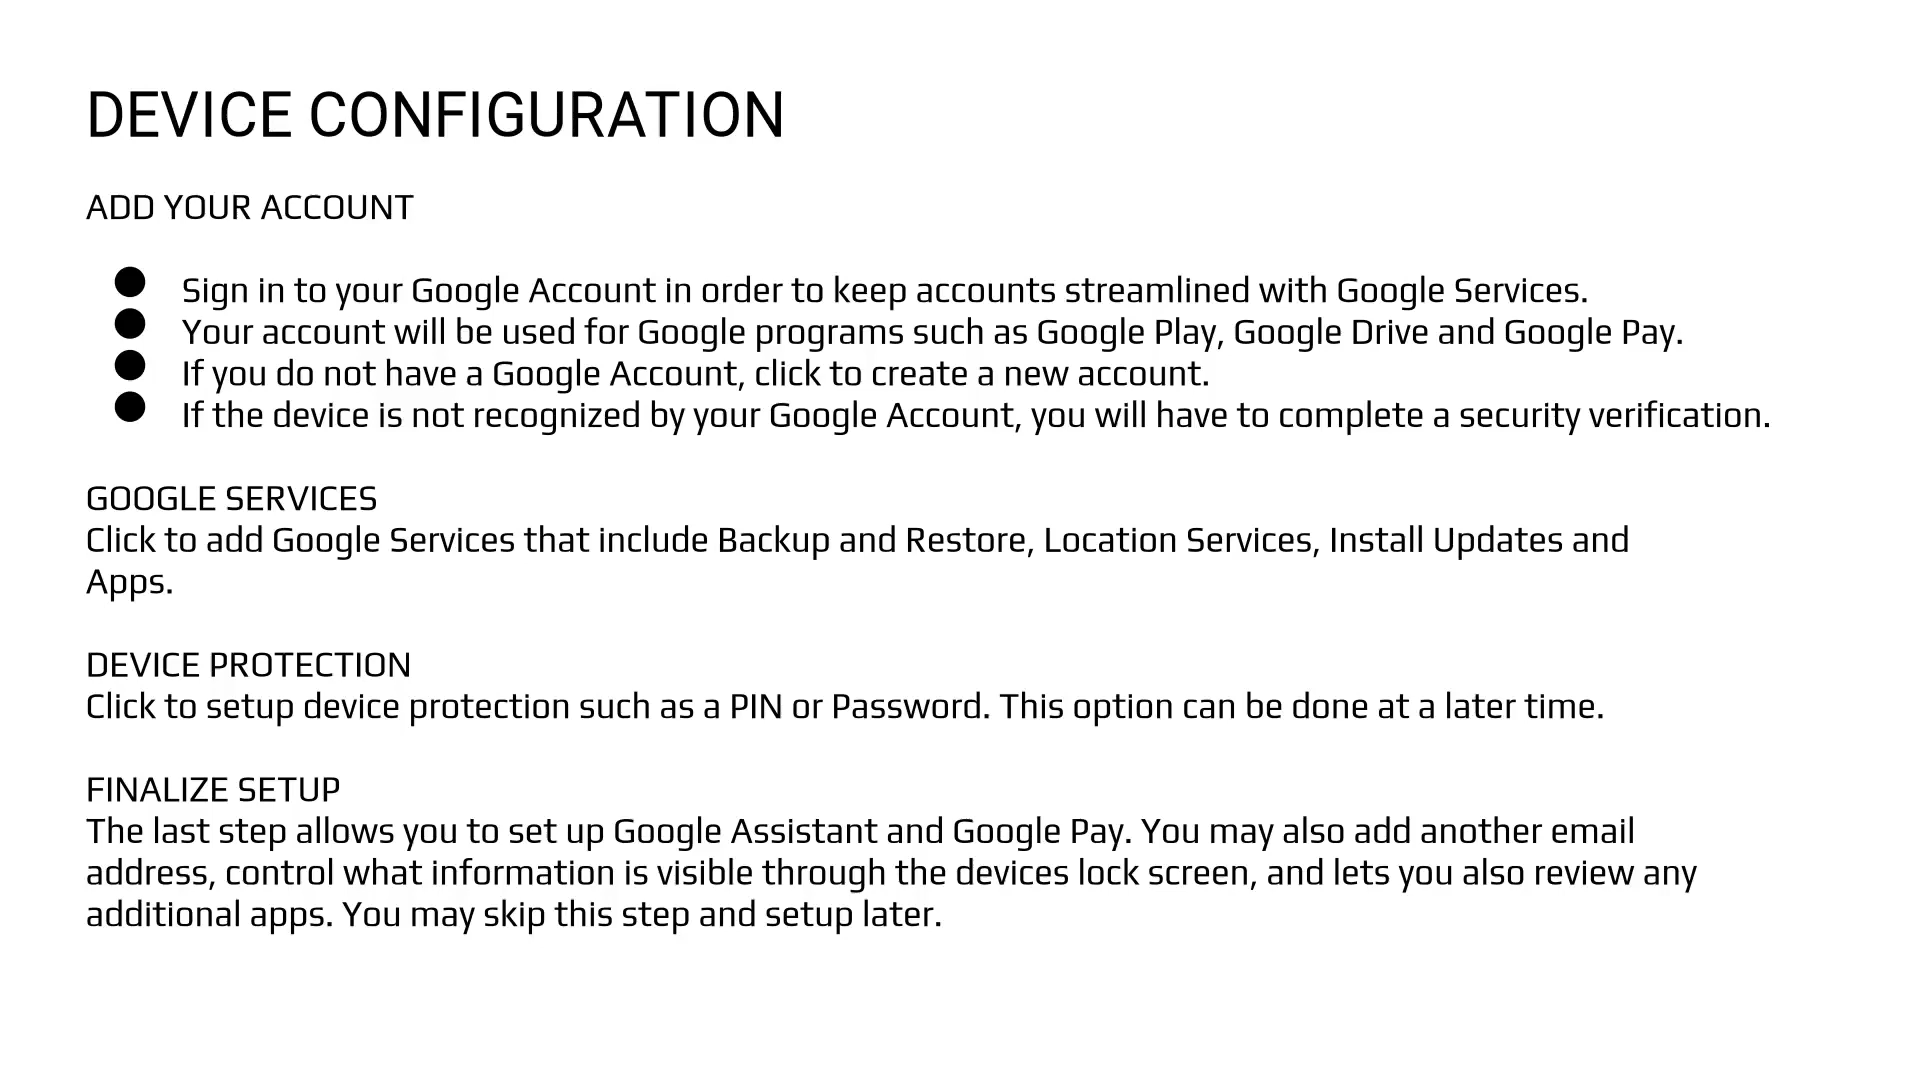 DEVICE CONFIGURATION
ADD YOUR ACCOUNT
● Sign in to your Google Account in order to keep accounts streamlined with Google Services.
● Your account will be used for Google programs such as Google Play, Google Drive and Google Pay.
● If you do not have a Google Account, click to create a new account.
● If the device is not recognized by your Google Account, you will have to complete a security verification.
GOOGLE SERVICES
Click to add Google Services that include Backup and Restore, Location Services, Install Updates and
Apps.
DEVICE PROTECTION
Click to setup device protection such as a PIN or Password. This option can be done at a later time.
FINALIZE SETUP
The last step allows you to set up Google Assistant and Google Pay. You may also add another email
address, control what information is visible through the devices lock screen, and lets you also review any
additional apps. You may skip this step and setup later.